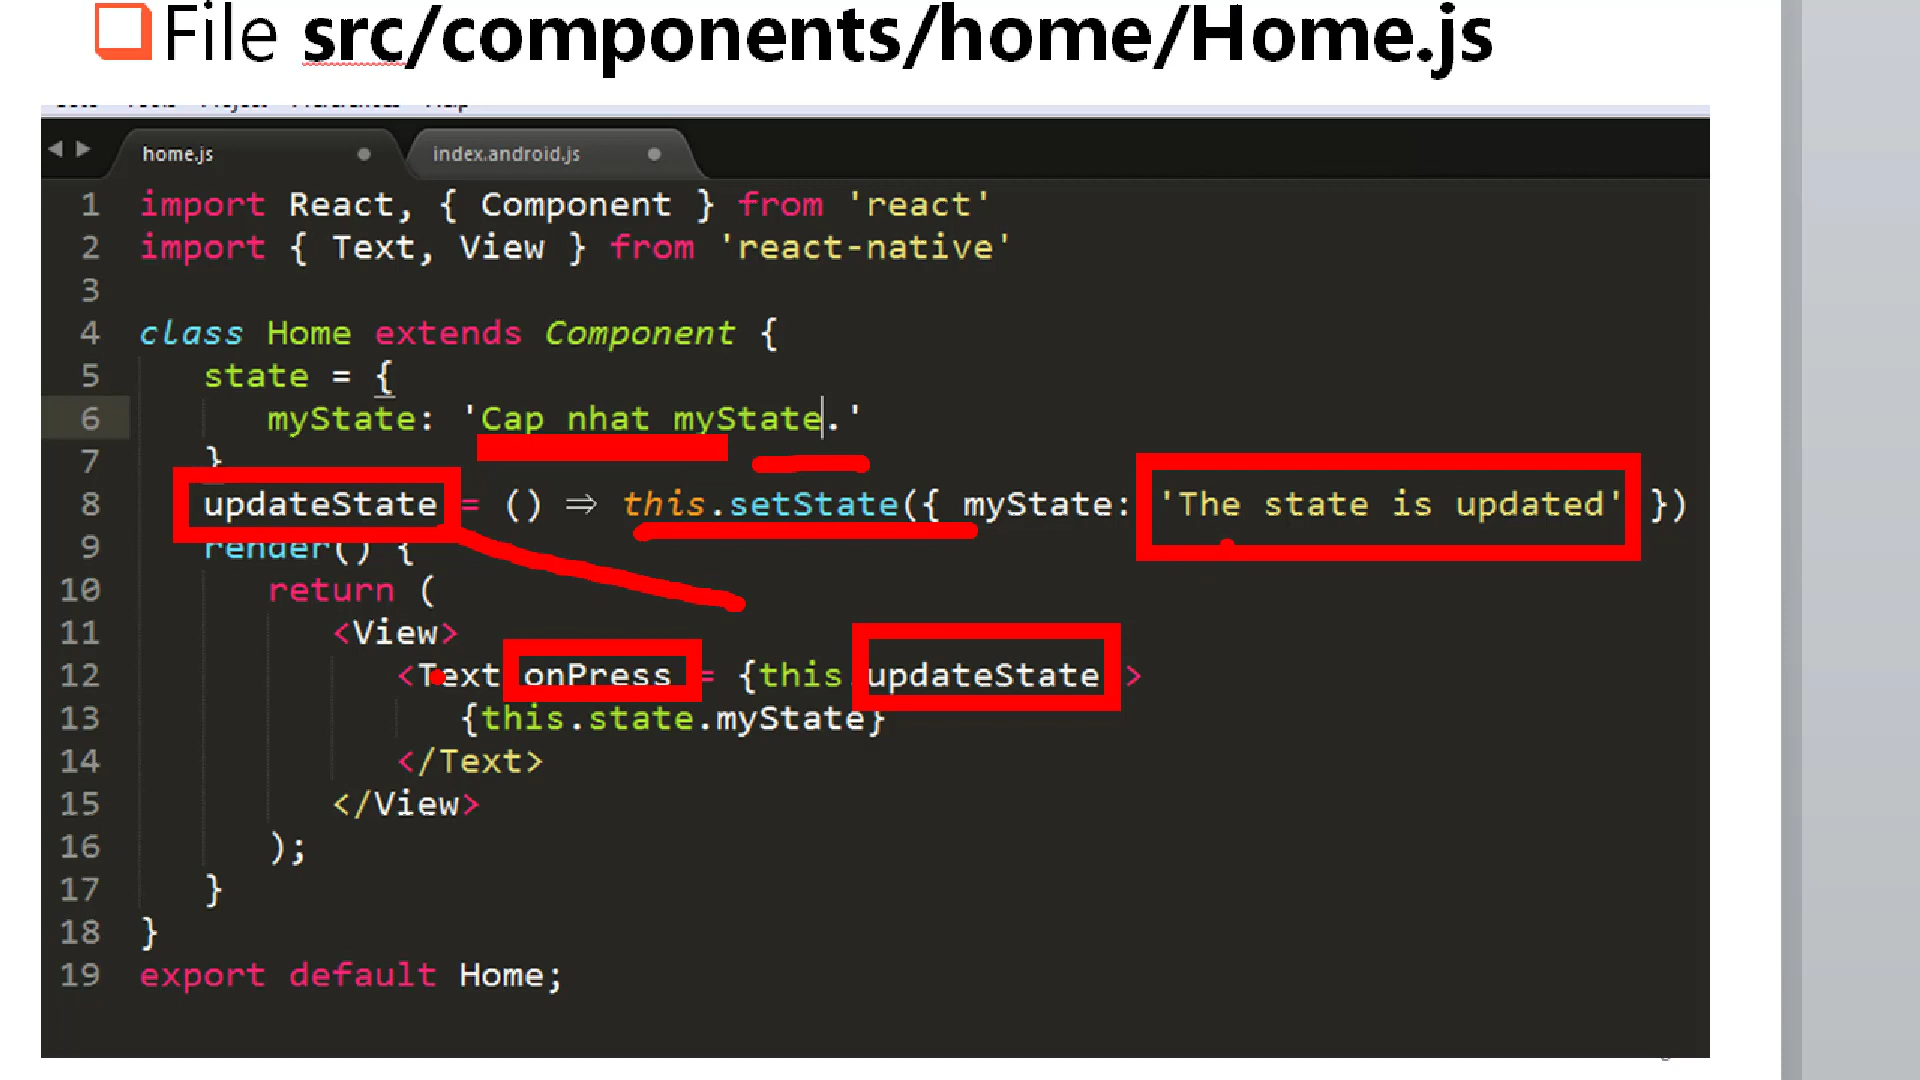 File src/components/home/Home.js
home.js
index.android.js
1 import React, { Component } from 'react'
2 import { Text, View } from 'react-native'
3
4 class Home extends Component {
5 state = {
6 myState: 'Cap nhat myState.'
7 }
8 updateState = () ⇒ this.setState({ myState: 'The state is updated' })
9 render() {
10 return (
11 <View>
12 <Text onPress = {this.updateState >
13 {this.state.myState}
14 </Text>
15 </View>
16 );
17 }
18 }
19 export default Home;